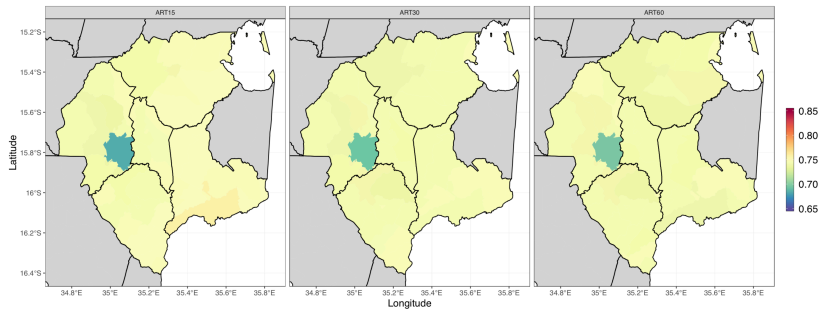 ART15
ART30
ART60
Latitude
15.2°S
15.4°S
15.6°S
15.8°S
16°S
16.2°S
16.4°S
34.8°E 35°E 35.2°E 35.4°E 35.6°E 35.8°E
34.8°E 35°E 35.2°E 35.4°E 35.6°E 35.8°E
34.8°E 35°E 35.2°E 35.4°E 35.6°E 35.8°E
Longitude
0.85
0.80
0.75
0.70
0.65